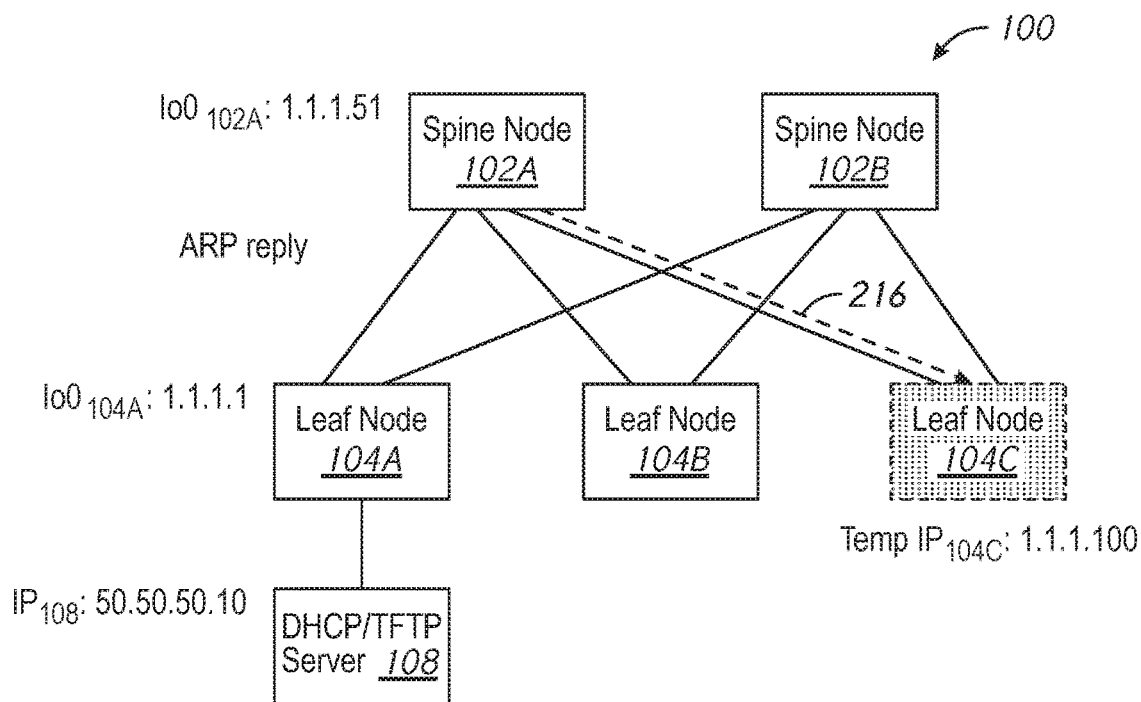 100
Io0 102A: 1.1.1.51
Spine Node
102A
Spine Node
102B
ARP reply
216
Io0 104A: 1.1.1.1
Leaf Node
104A
Leaf Node
104B
Leaf Node
104C
Temp IP104C: 1.1.1.100
IP108: 50.50.50.10
DHCP/TFTP
Server 108